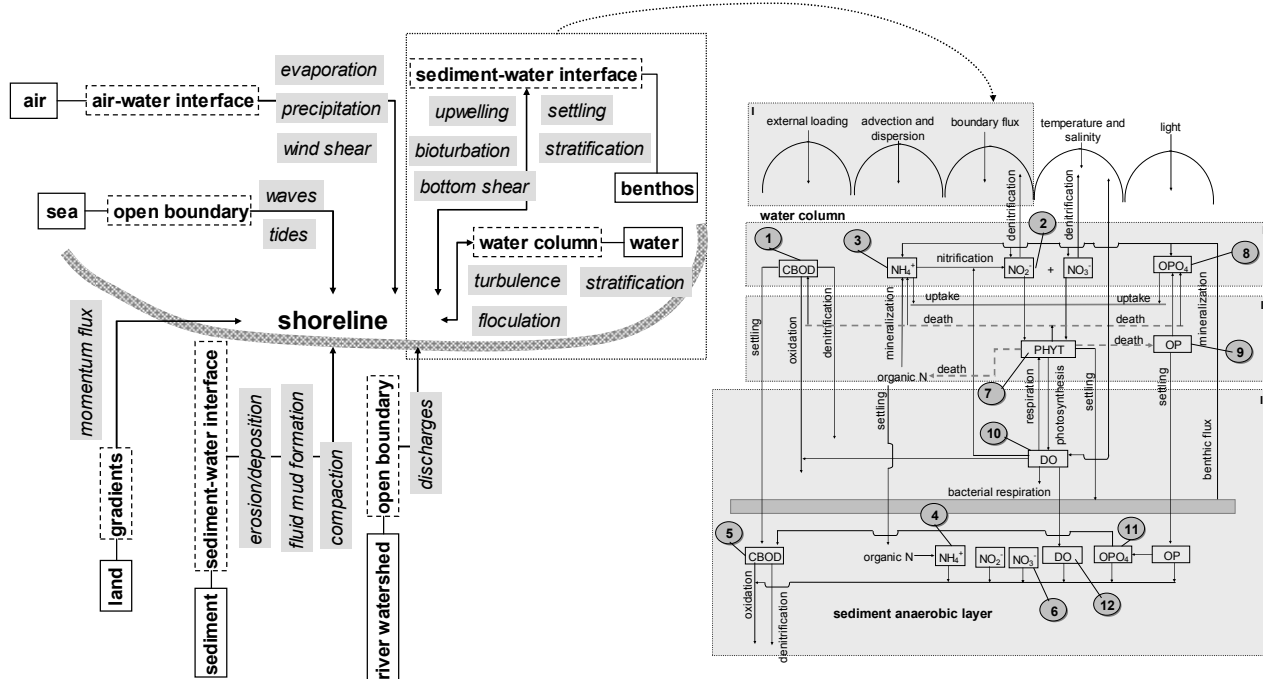 air
air-water interface
evaporation
precipitation
wind shear
sea
open boundary
waves
tides
sediment-water interface
upwelling
settling
bioturbation
stratification
bottom shear
benthos
water column
water
turbulence
stratification
floculation
shoreline
momentum flux
gradients
land
sediment-water interface
sediment
erosion/deposition
fluid mud formation
compaction
open boundary
river watershed
discharges
I
external loading
advection and
dispersion
boundary flux
temperature and
salinity
light
denitrification
denitrification
water column
1
CBOD
3
NH₄⁺
nitrification
2
NO₂⁻
+
NO₃⁻
OPO₄
8
uptake
uptake
death
death
settling
oxidation
denitrification
mineralization
mineralization
PHYT
death
OP
9
7
organic N
death
respiration
photosynthesis
settling
settling
settling
10
DO
benthic flux
bacterial respiration
5
CBOD
4
organic N
NH₄⁺
NO₂⁻
NO₃⁻
DO
11
OPO₄
OP
6
12
oxidation
denitrification
sediment anaerobic layer